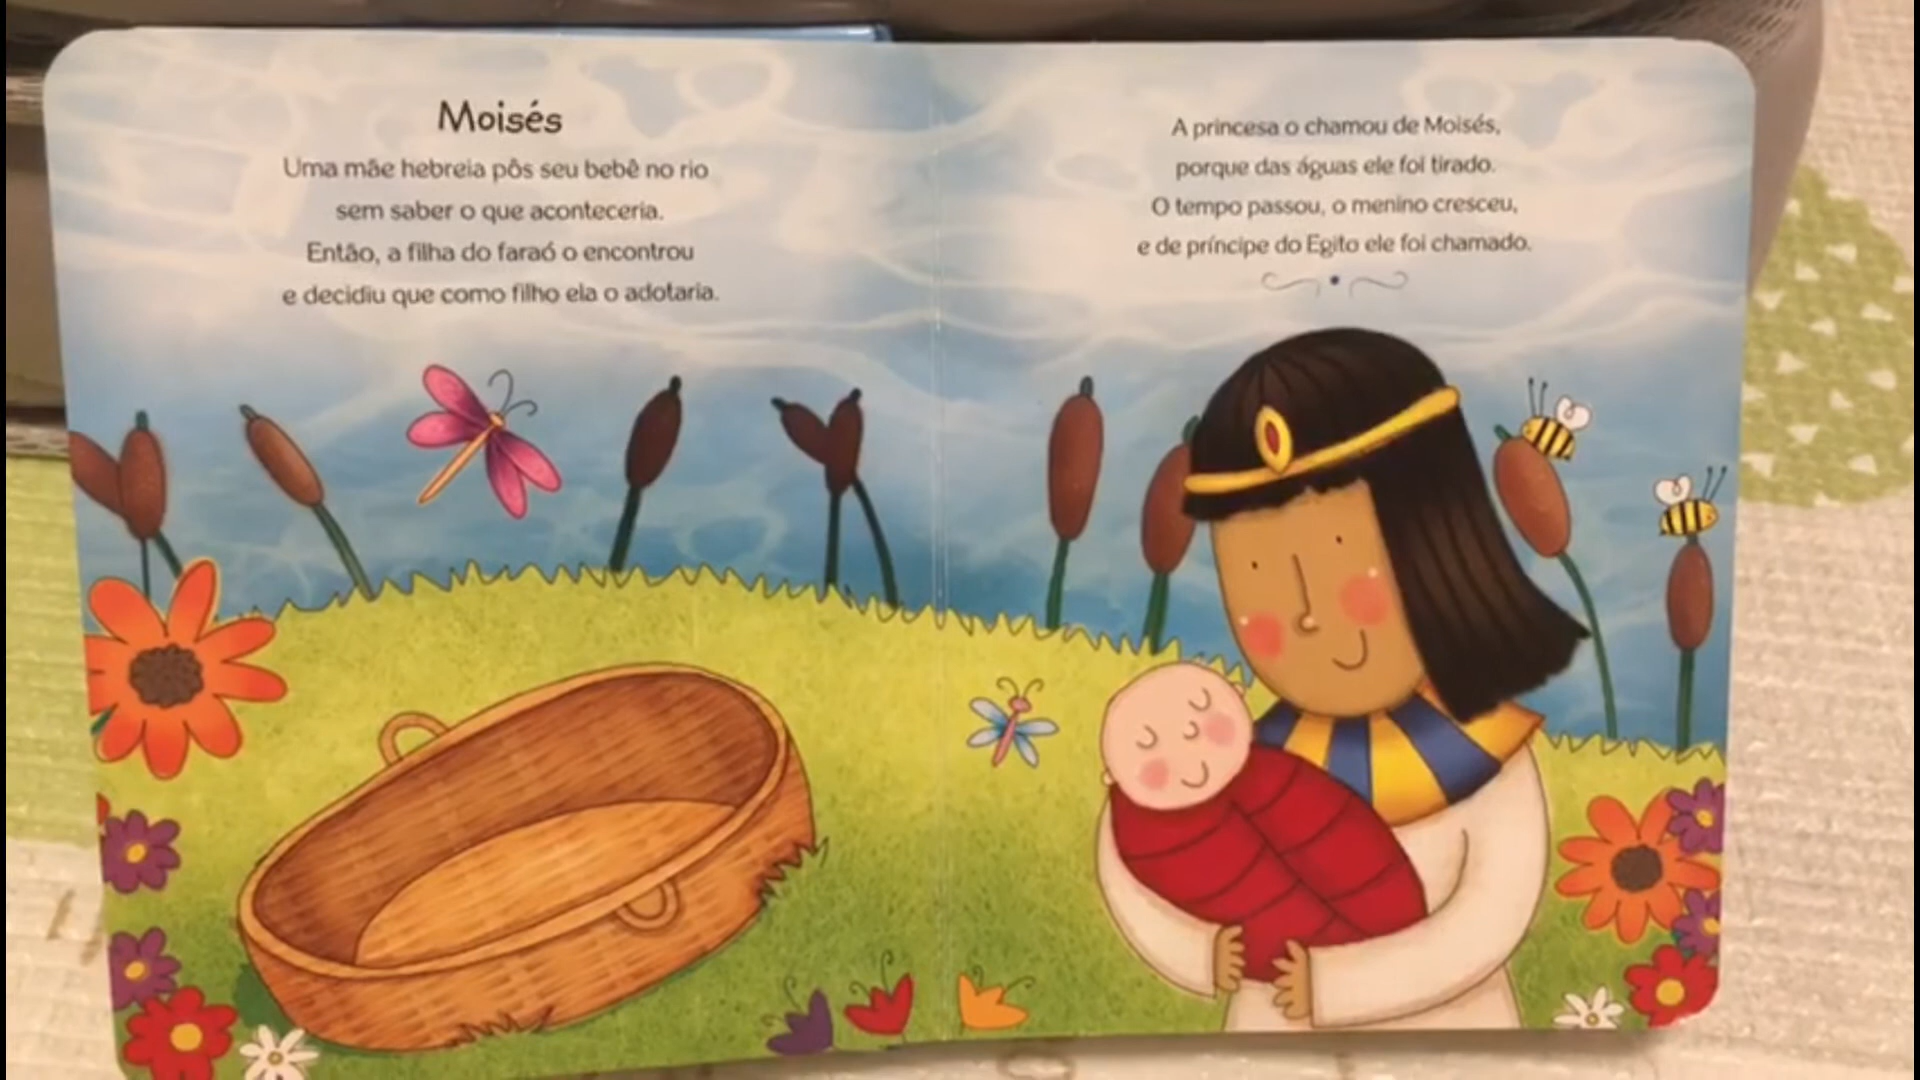 Moisés
Uma mãe hebreia pôs seu bebê no rio
sem saber o que aconteceria.
Então, a filha do faraó o encontrou
e decidiu que como filho ela o adotaria.
A princesa o chamou de Moisés,
porque das águas ele foi tirado.
O tempo passou, o menino cresceu,
e de príncipe do Egito ele foi chamado.